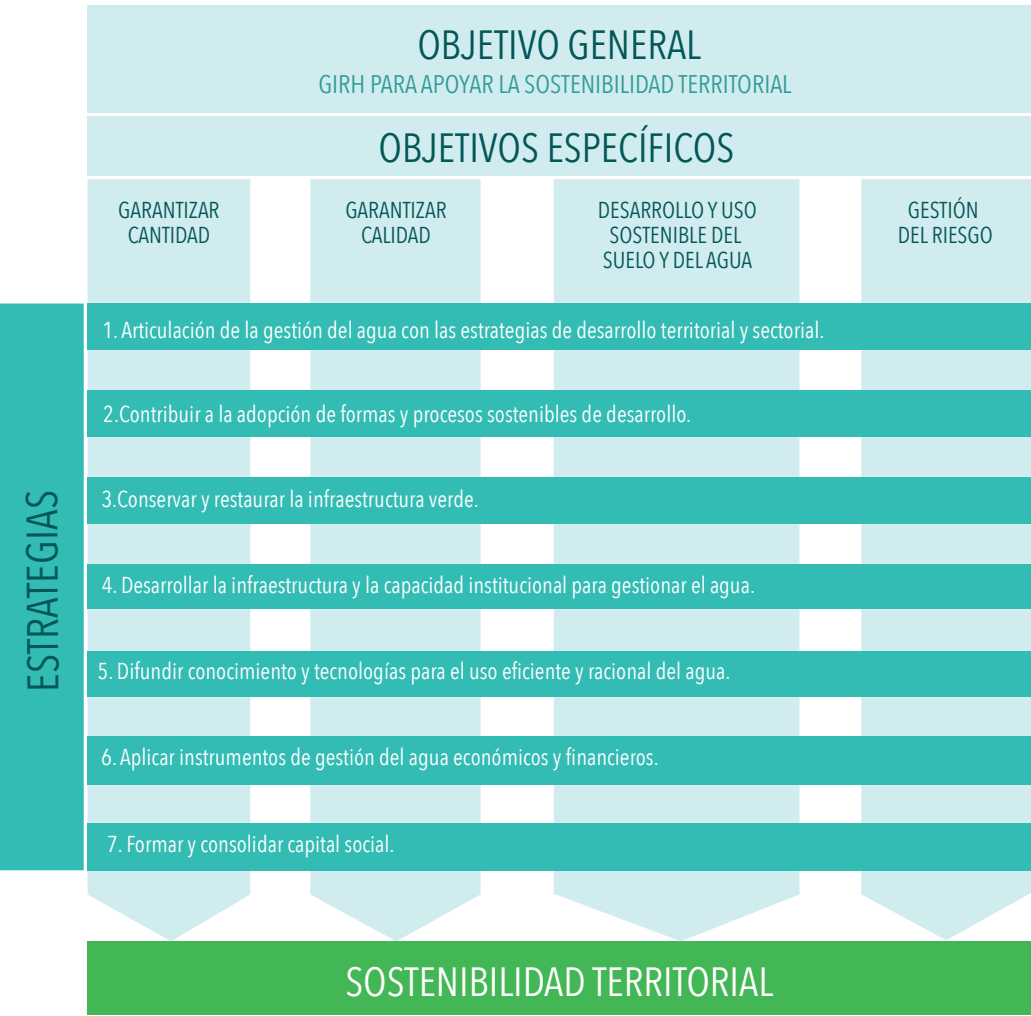 OBJETIVO GENERAL
GIRH PARA APOYAR LA SOSTENIBILIDAD TERRITORIAL
OBJETIVOS ESPECÍFICOS
GARANTIZAR
CANTIDAD
GARANTIZAR
CALIDAD
DESARROLLO Y USO
SOSTENIBLE DEL
SUELO Y DEL AGUA
GESTIÓN
DEL RIESGO
ESTRATEGIAS
1. Articulación de la gestión del agua con las estrategias de desarrollo territorial y sectorial.
2.Contribuir a la adopción de formas y procesos sostenibles de desarrollo.
3.Conservar y restaurar la infraestructura verde.
4. Desarrollar la infraestructura y la capacidad institucional para gestionar el agua.
5. Difundir conocimiento y tecnologías para el uso eficiente y racional del agua.
6. Aplicar instrumentos de gestión del agua económicos y financieros.
7. Formar y consolidar capital social.
SOSTENIBILIDAD TERRITORIAL